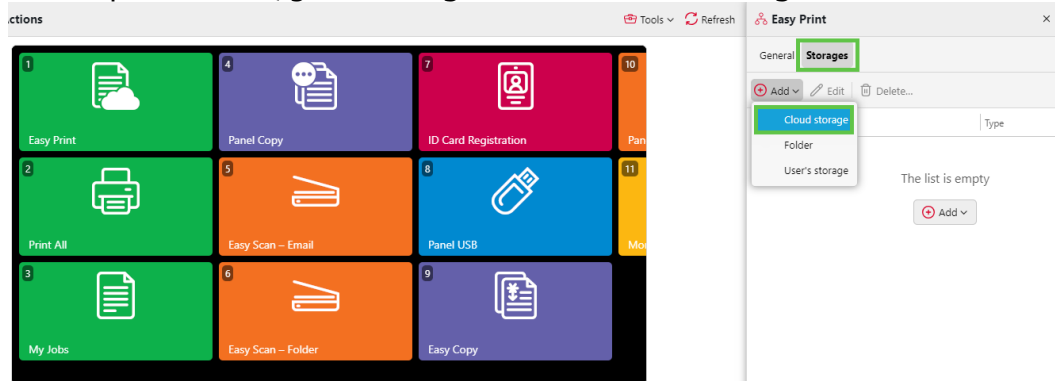 ctions
Tools
Refresh
Easy Print
General
Storages
Add
Edit
Delete...
Cloud storage
Type
Folder
User's storage
The list is empty
Add
1
Easy Print
4
Panel Copy
7
ID Card Registration
10
Pan
2
Print All
5
Easy Scan – Email
8
Panel USB
11
3
My Jobs
6
Easy Scan – Folder
9
Easy Copy